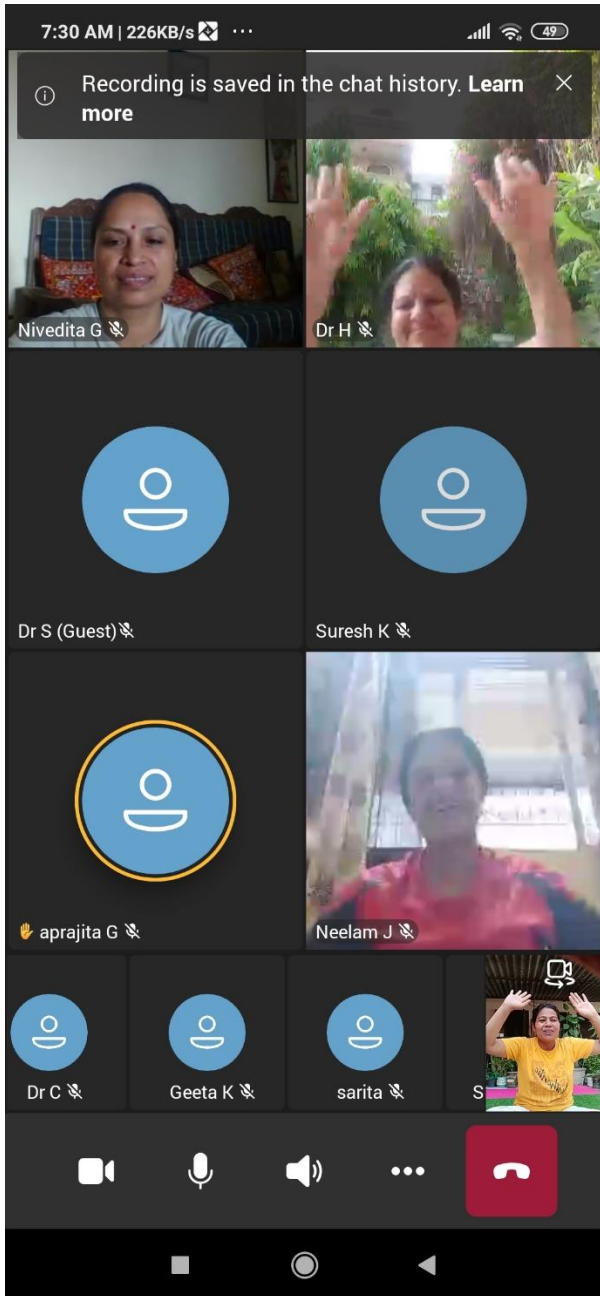 7:30 AM | 226KB/s ···
49
Recording is saved in the chat history. Learn
more
Nivedita G
Dr H
Dr S (Guest)
Suresh K
aprajita G
Neelam J
Dr C
Geeta K
sarita
S